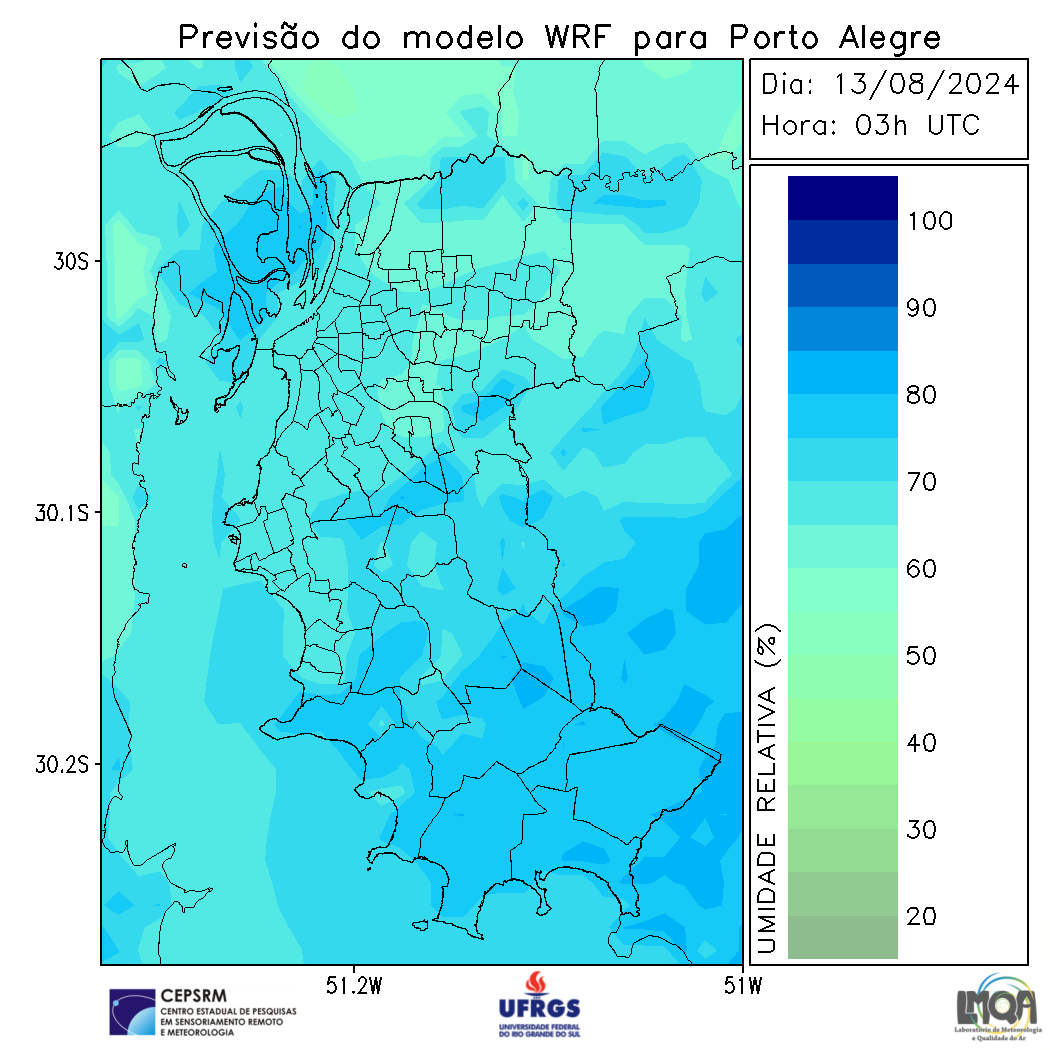 Previsão do modelo WRF para Porto Alegre
Dia: 13/08/2024
Hora: 03h UTC
30S
30.1S
30.2S
51.2W
51W
100
90
80
70
60
50
40
30
20
UMIDADE RELATIVA (%)
CEPSRM
CENTRO ESTADUAL DE PESQUISAS
EM SENSORIAMENTO REMOTO
E METEOROLOGIA
UFRGS
UNIVERSIDADE FEDERAL
DO RIO GRANDE DO SUL
LMQA
Laboratório de Meteorologia
e Qualidade do Ar